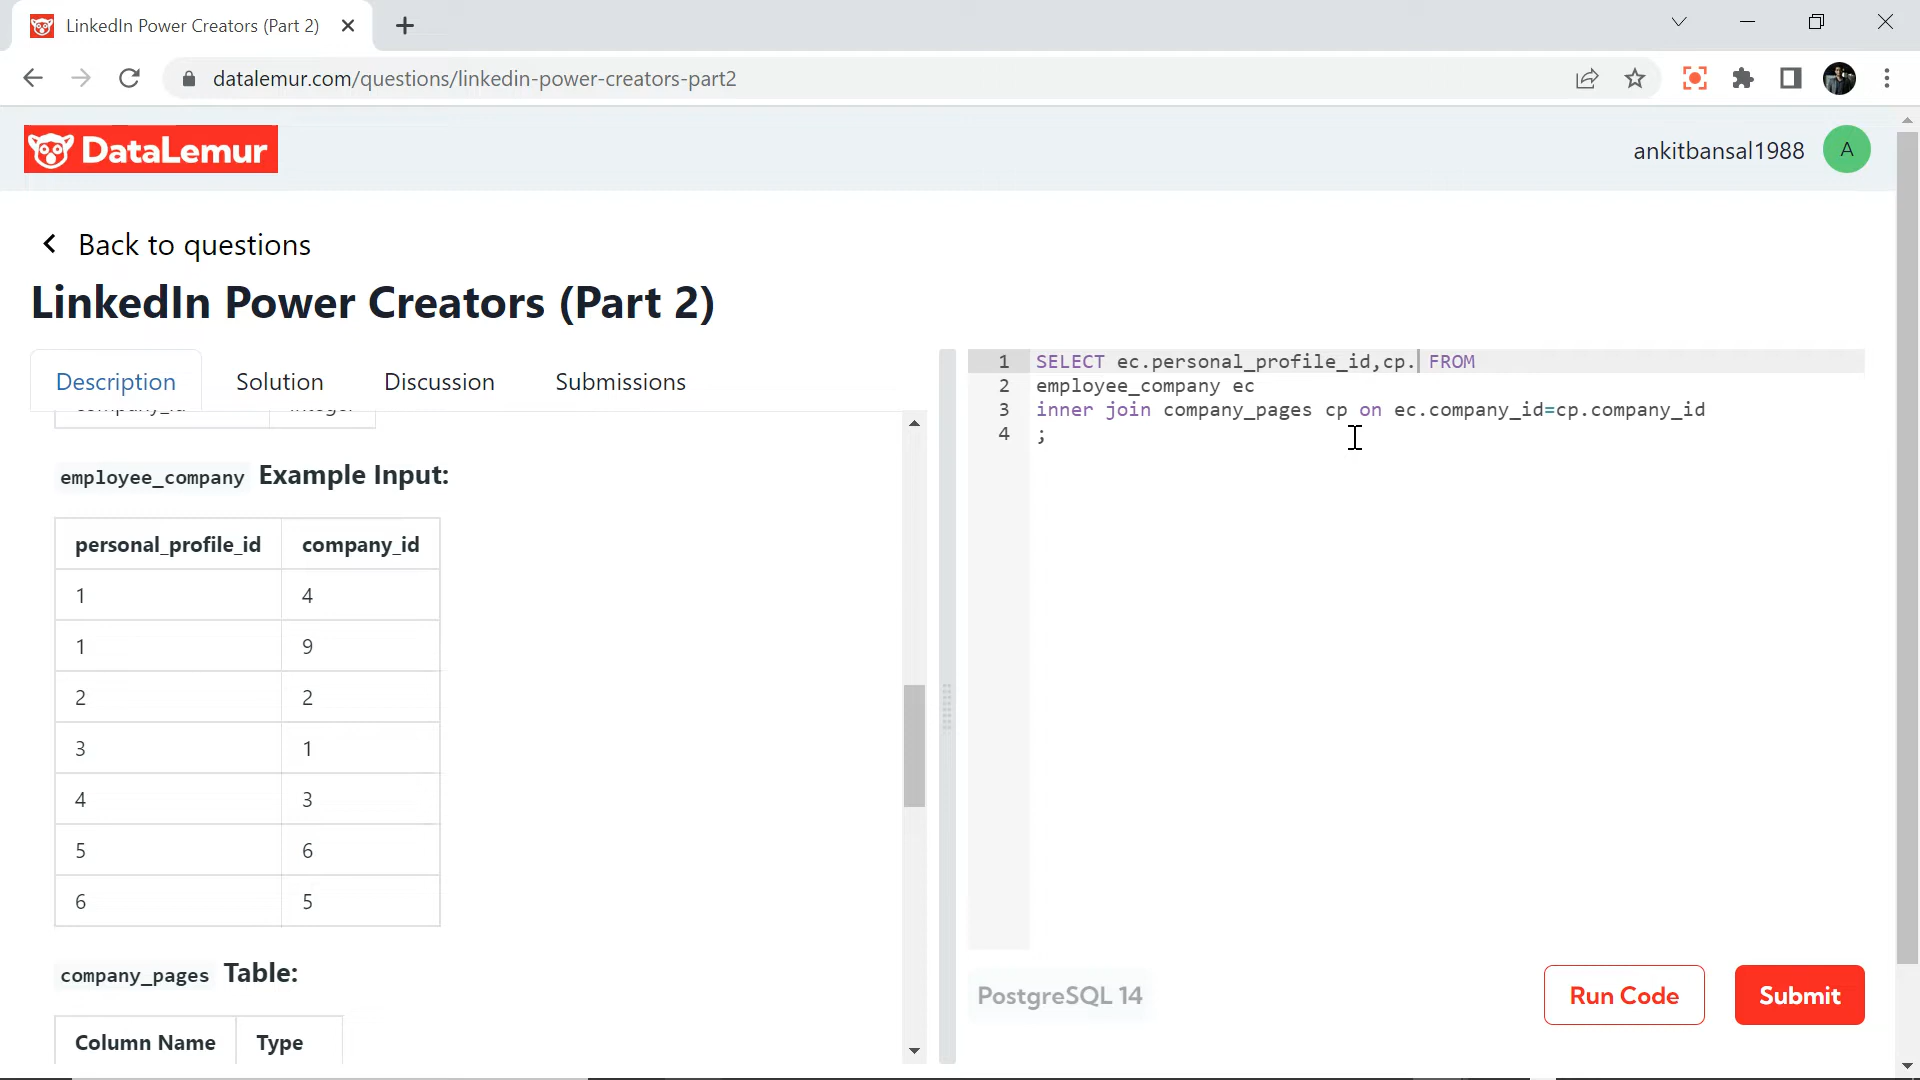 LinkedIn Power Creators (Part 2)
datalemur.com/questions/linkedin-power-creators-part2
DataLemur
ankitbansal1988
A
Back to questions
LinkedIn Power Creators (Part 2)
Description
Solution
Discussion
Submissions
company_id integer
employee_company Example Input:
personal_profile_id company_id
1 4
1 9
2 2
3 1
4 3
5 6
6 5
company_pages Table:
Column Name Type
1 SELECT ec.personal_profile_id,cp. FROM
2 employee_company ec
3 inner join company_pages cp on ec.company_id=cp.company_id
4 ;
PostgreSQL 14
Run Code
Submit